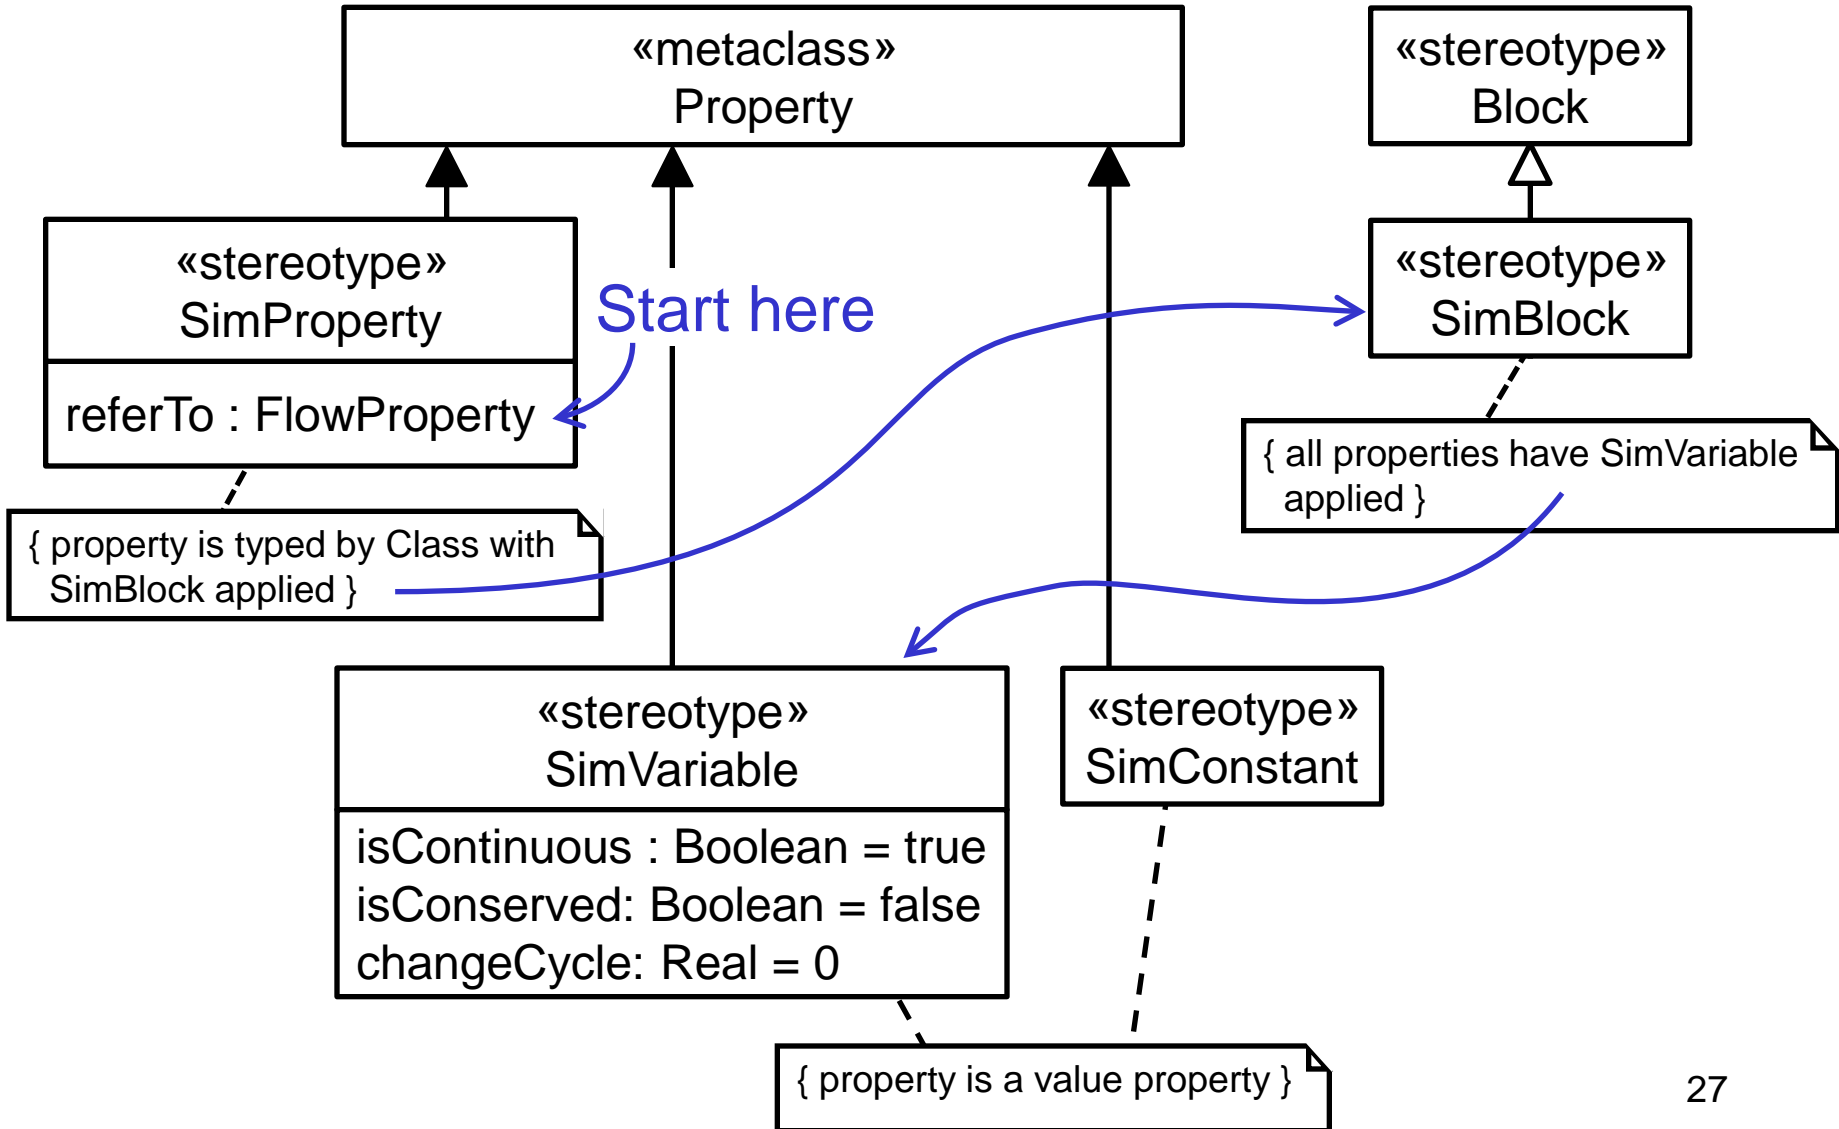 «metaclass»
Property
«stereotype»
Block
«stereotype»
SimProperty
referTo : FlowProperty
Start here
«stereotype»
SimBlock
{ all properties have SimVariable
applied }
{ property is typed by Class with
SimBlock applied }
«stereotype»
SimVariable
isContinuous : Boolean = true
isConserved: Boolean = false
changeCycle: Real = 0
«stereotype»
SimConstant
{ property is a value property }
27